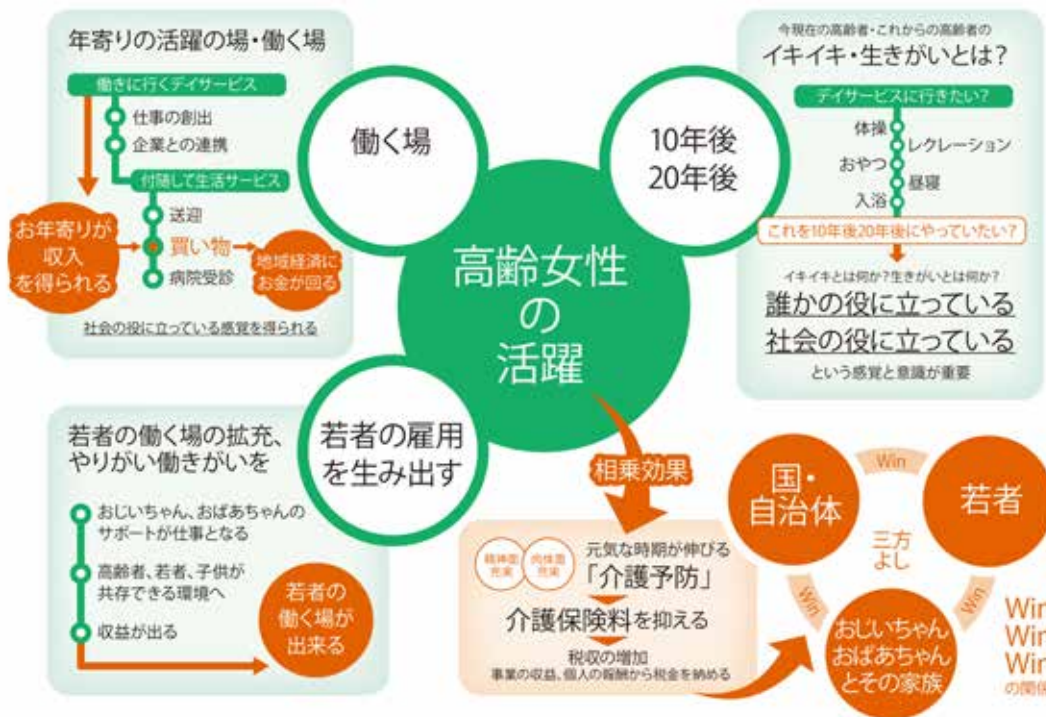 年寄りの活躍の場・働く場
働きに行くデイサービス
仕事の創出
企業との連携
付随して生活サービス
送迎
買い物
病院受診
お年寄りが
収入
を得られる
地域経済に
お金が回る
社会の役に立っている感覚を得られる
働く場
10年後
20年後
高齢女性
の
活躍
若者の雇用
を生み出す
今現在の高齢者・これからの高齢者の
イキイキ・生きがいとは？
デイサービスに行きたい？
体操
レクレーション
おやつ
昼寝
入浴
これを10年後20年後にやっていたい？
イキイキとは何か？生きがいとは何か？
誰かの役に立っている
社会の役に立っている
という感覚と意識が重要
若者の働く場の拡充、
やりがい働きがいを
おじいちゃん、おばあちゃんの
サポートが仕事となる
高齢者、若者、子供が
共存できる環境へ
収益が出る
若者の
働く場が
出来る
相乗効果
精神面
充実
肉体面
充実
元気な時期が伸びる
「介護予防」
介護保険料を抑える
税収の増加
事業の収益、個人の報酬から税金を納める
国・
自治体
Win
若者
三方
よし
Win
Win
おじいちゃん
おばあちゃん
とその家族
Win
Win
Win
の関係